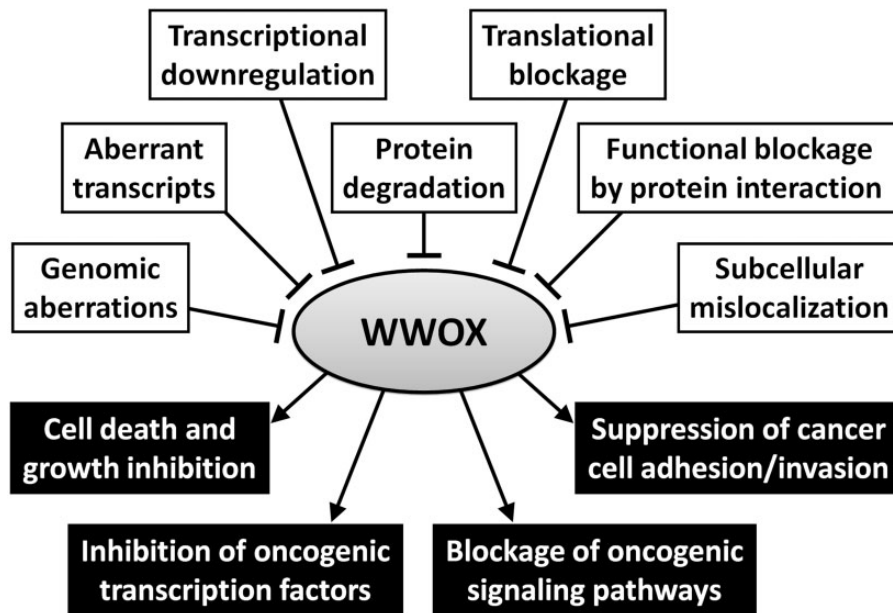 Transcriptional
downregulation
Translational
blockage
Aberrant
transcripts
Protein
degradation
Functional blockage
by protein interaction
Genomic
aberrations
Subcellular
mislocalization
WWOX
Cell death and
growth inhibition
Suppression of cancer
cell adhesion/invasion
Inhibition of oncogenic
transcription factors
Blockage of oncogenic
signaling pathways